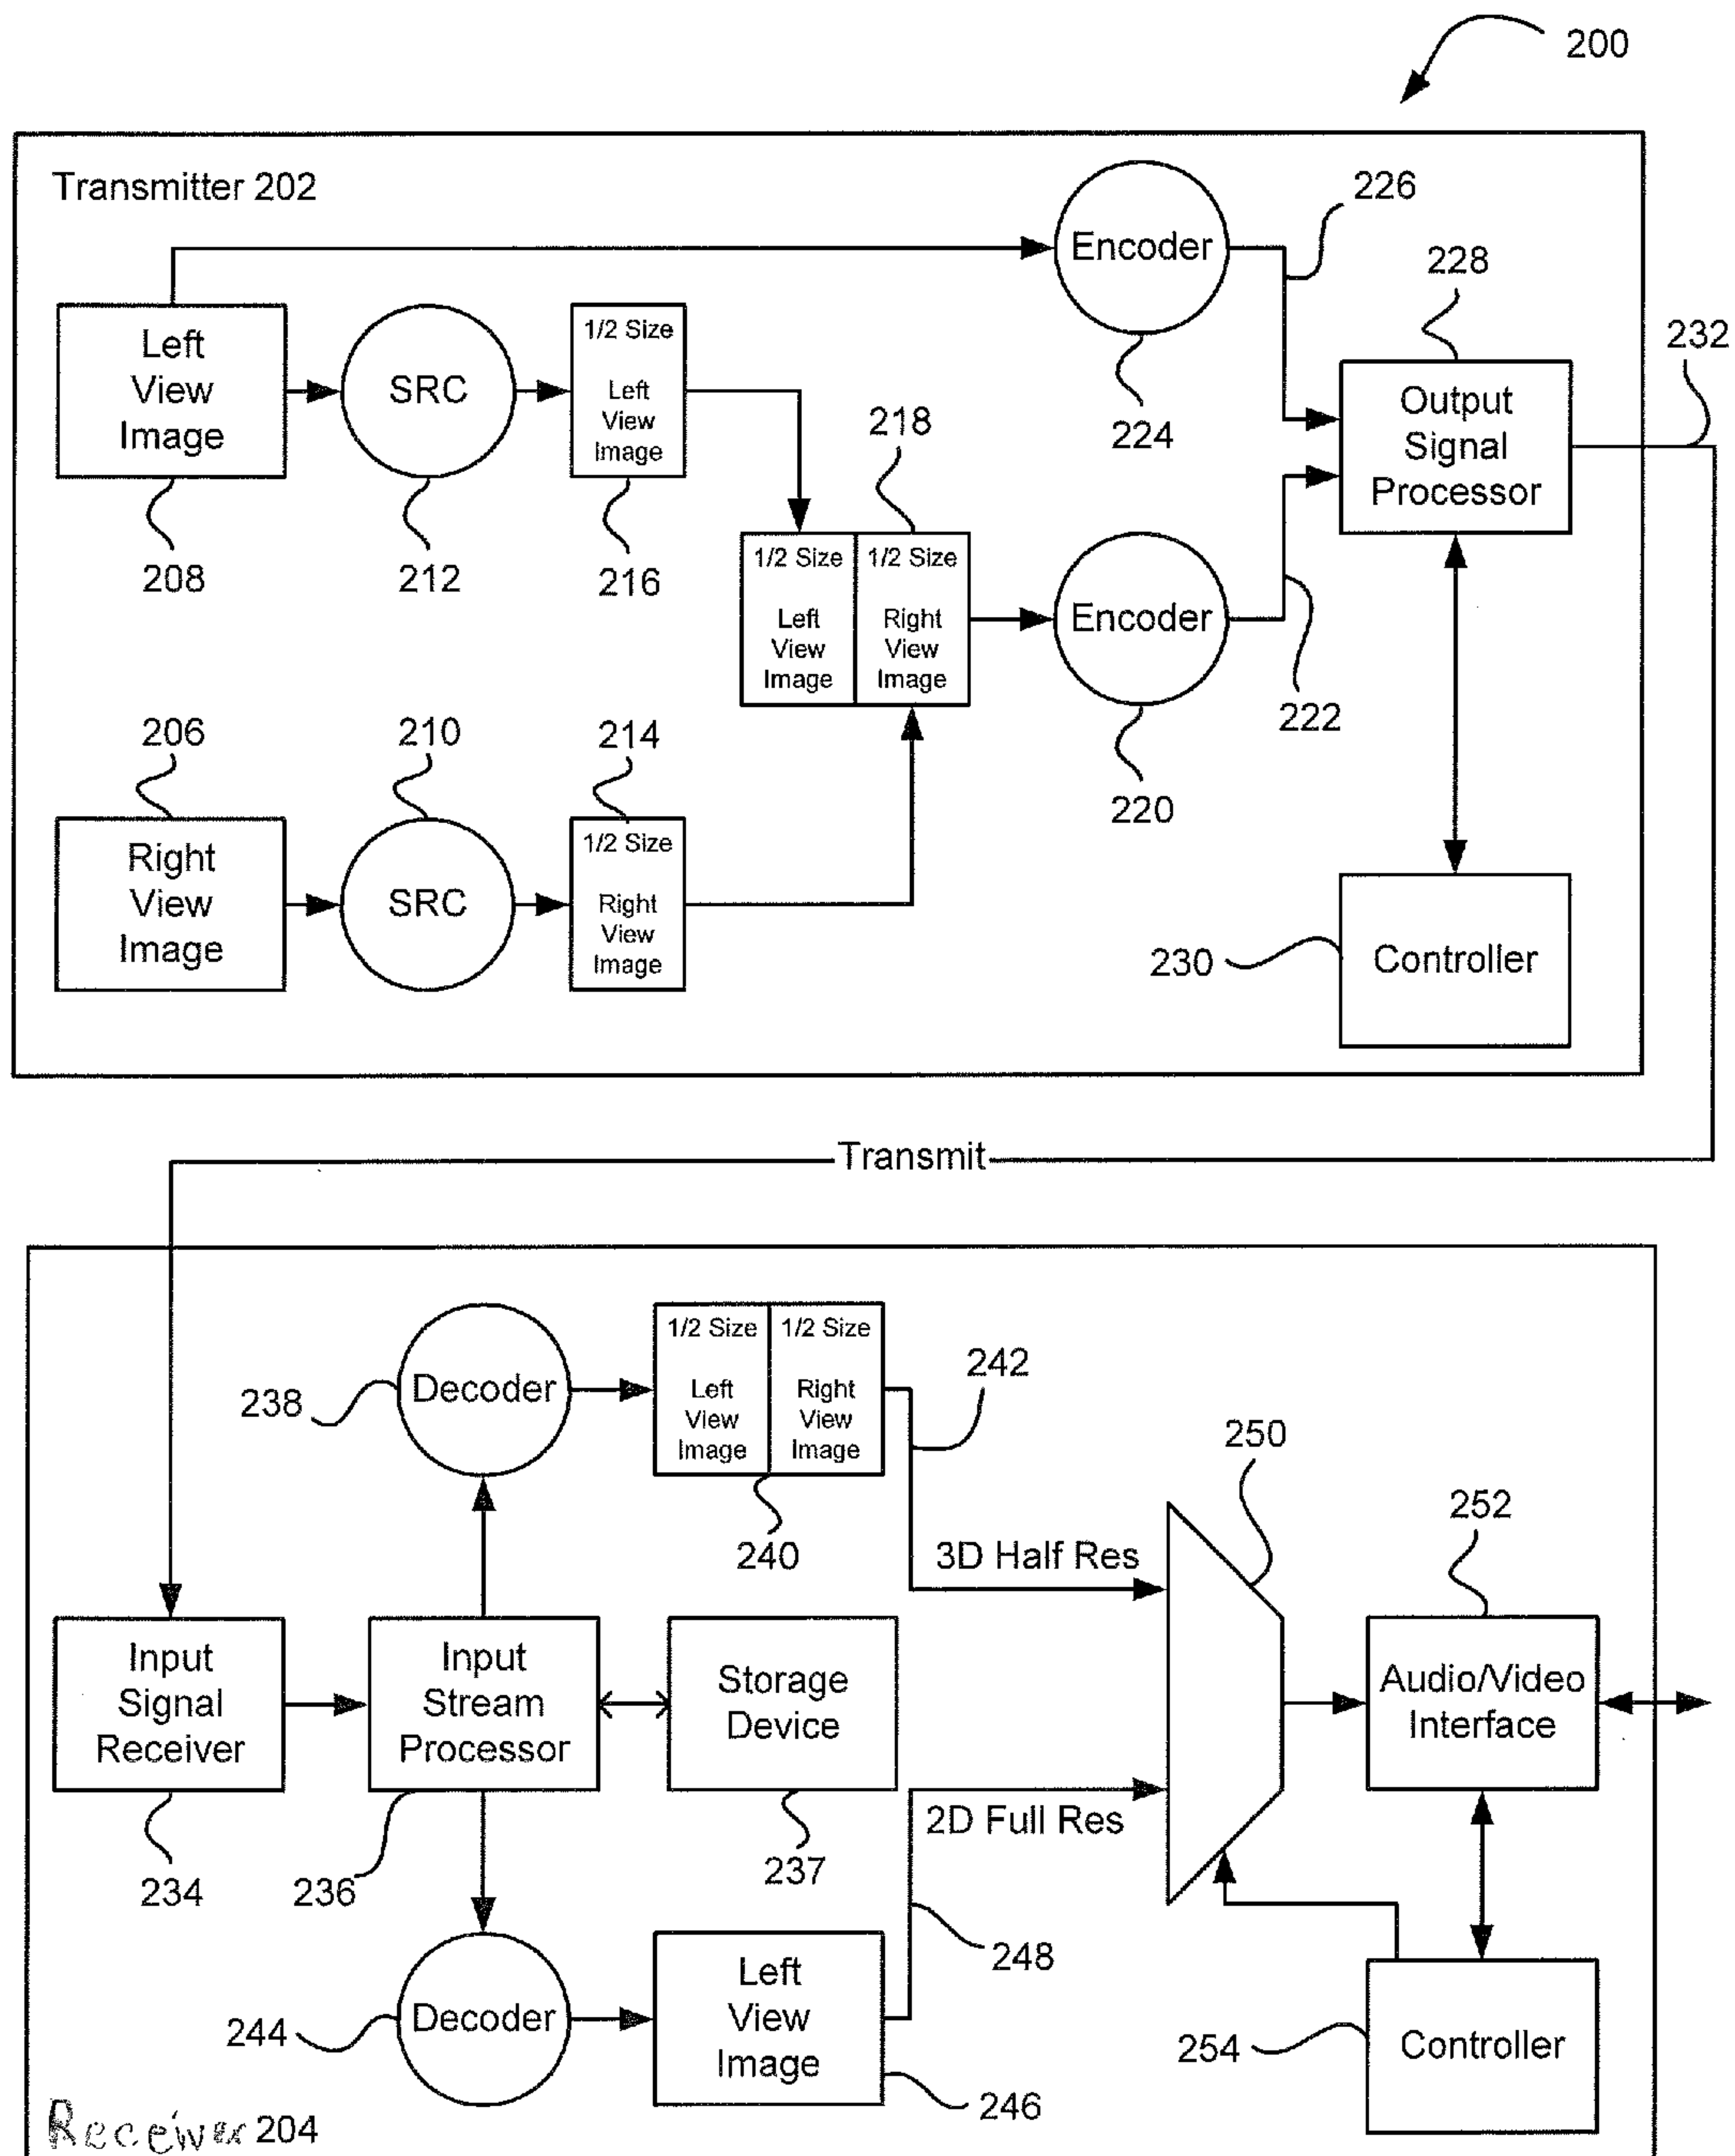 200
Transmitter 202
Encoder
226
228
232
Left
View
Image
SRC
1/2 Size
Left
View
Image
224
Output
Signal
Processor
208
212
216
218
1/2 Size
Left
View
Image
1/2 Size
Right
View
Image
Encoder
222
220
206
210
214
Right
View
Image
SRC
1/2 Size
Right
View
Image
230
Controller
Transmit
238
Decoder
1/2 Size
Left
View
Image
1/2 Size
Right
View
Image
242
240
3D Half Res
250
252
Input
Signal
Receiver
Input
Stream
Processor
Storage
Device
Audio/Video
Interface
234
236
237
2D Full Res
248
244
Decoder
Left
View
Image
246
254
Controller
Receiver 204